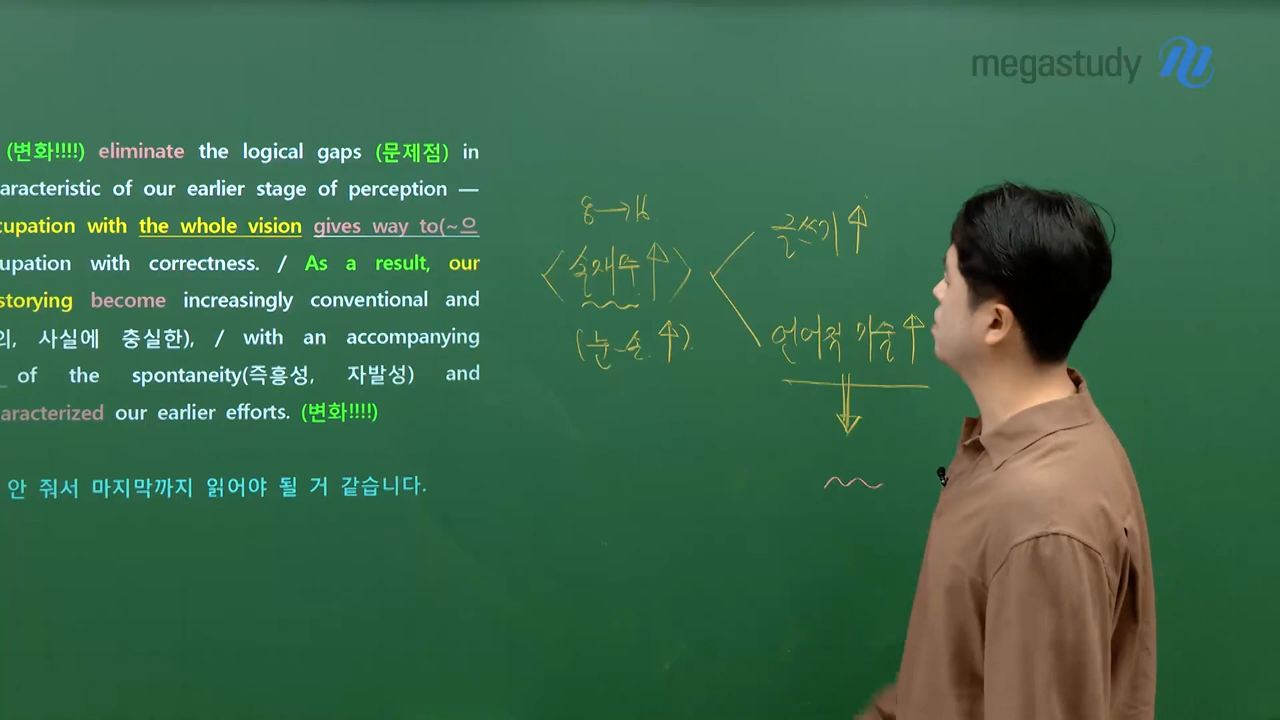 megastudy
(변화!!!!) eliminate the logical gaps (문제점) in
aracteristic of our earlier stage of perception —
cupation with the whole vision gives way to(~으
upation with correctness. / As a result, our
storying become increasingly conventional and
의, 사실에 충실한), / with an accompanying
_ of the spontaneity(즉흥성, 자발성) and
aracterized our earlier efforts. (변화!!!!)
안 줘서 마지막까지 읽어야 될 거 같습니다.
8→16
<손재주↑>
(눈-손 ↑)
글쓰기↑
언어적 기술↑